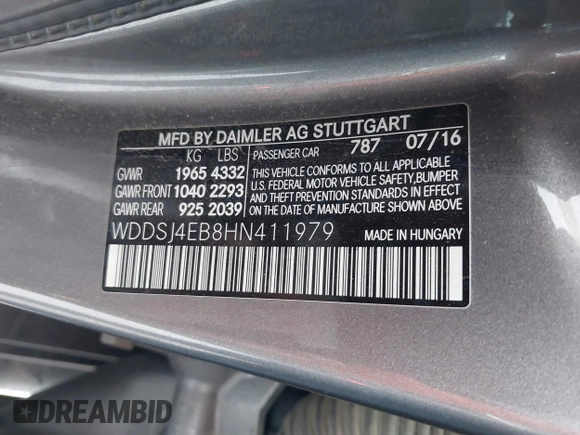 MFD BY DAIMLER AG STUTTGART
KG LBS PASSENGER CAR 787 07/16
GVWR 1965 4332 THIS VEHICLE CONFORMS TO ALL APPLICABLE
GAWR FRONT 1040 2293 U.S. FEDERAL MOTOR VEHICLE SAFETY,BUMPER
AND THEFT PREVENTION STANDARDS IN EFFECT
GAWR REAR 925 2039 ON THE DATE OF MANUFACTURE SHOWN ABOVE.
WDDSJ4EB8HN411979 MADE IN HUNGARY
DREAMBID